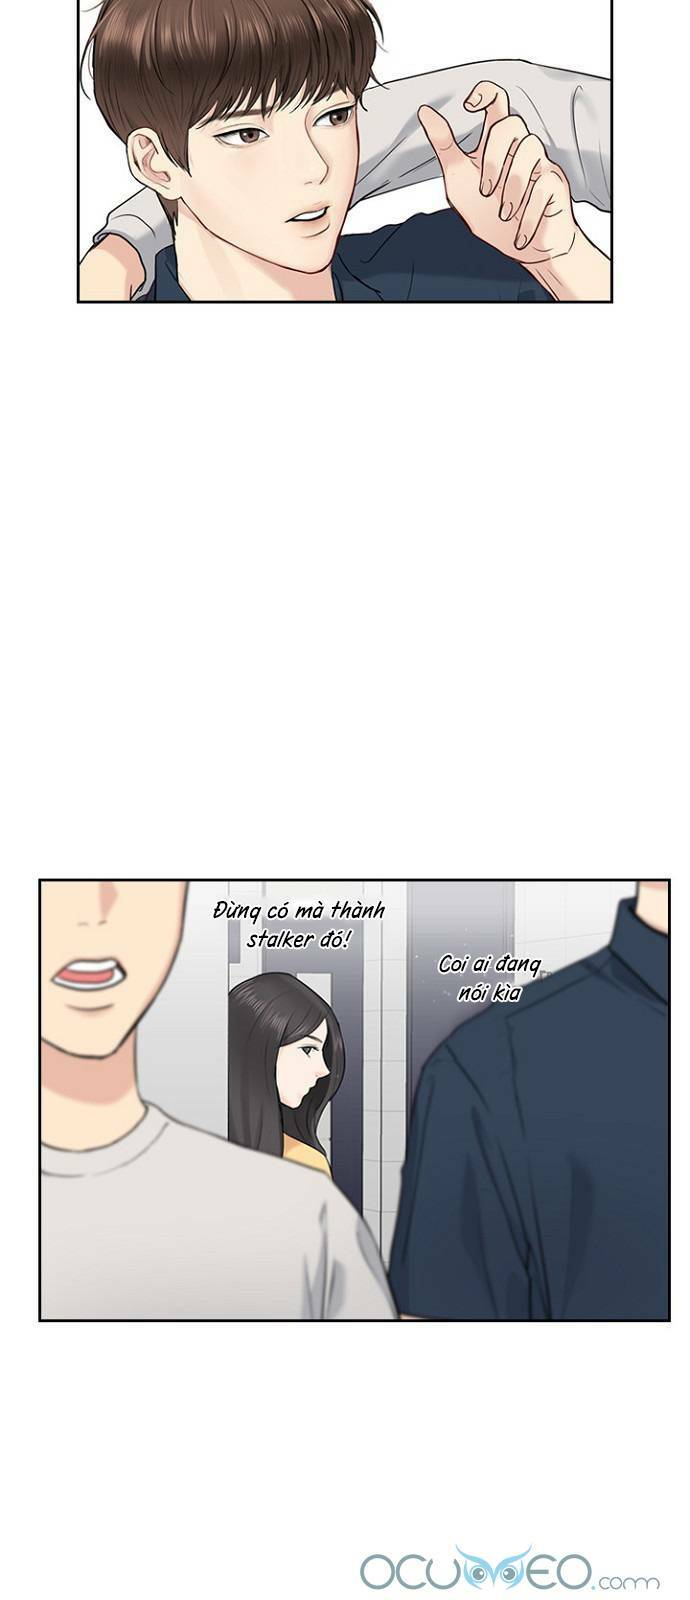 Đừng có mà thành
stalker đó!
Coi ai đang
nói kìa
OCUMEO.com